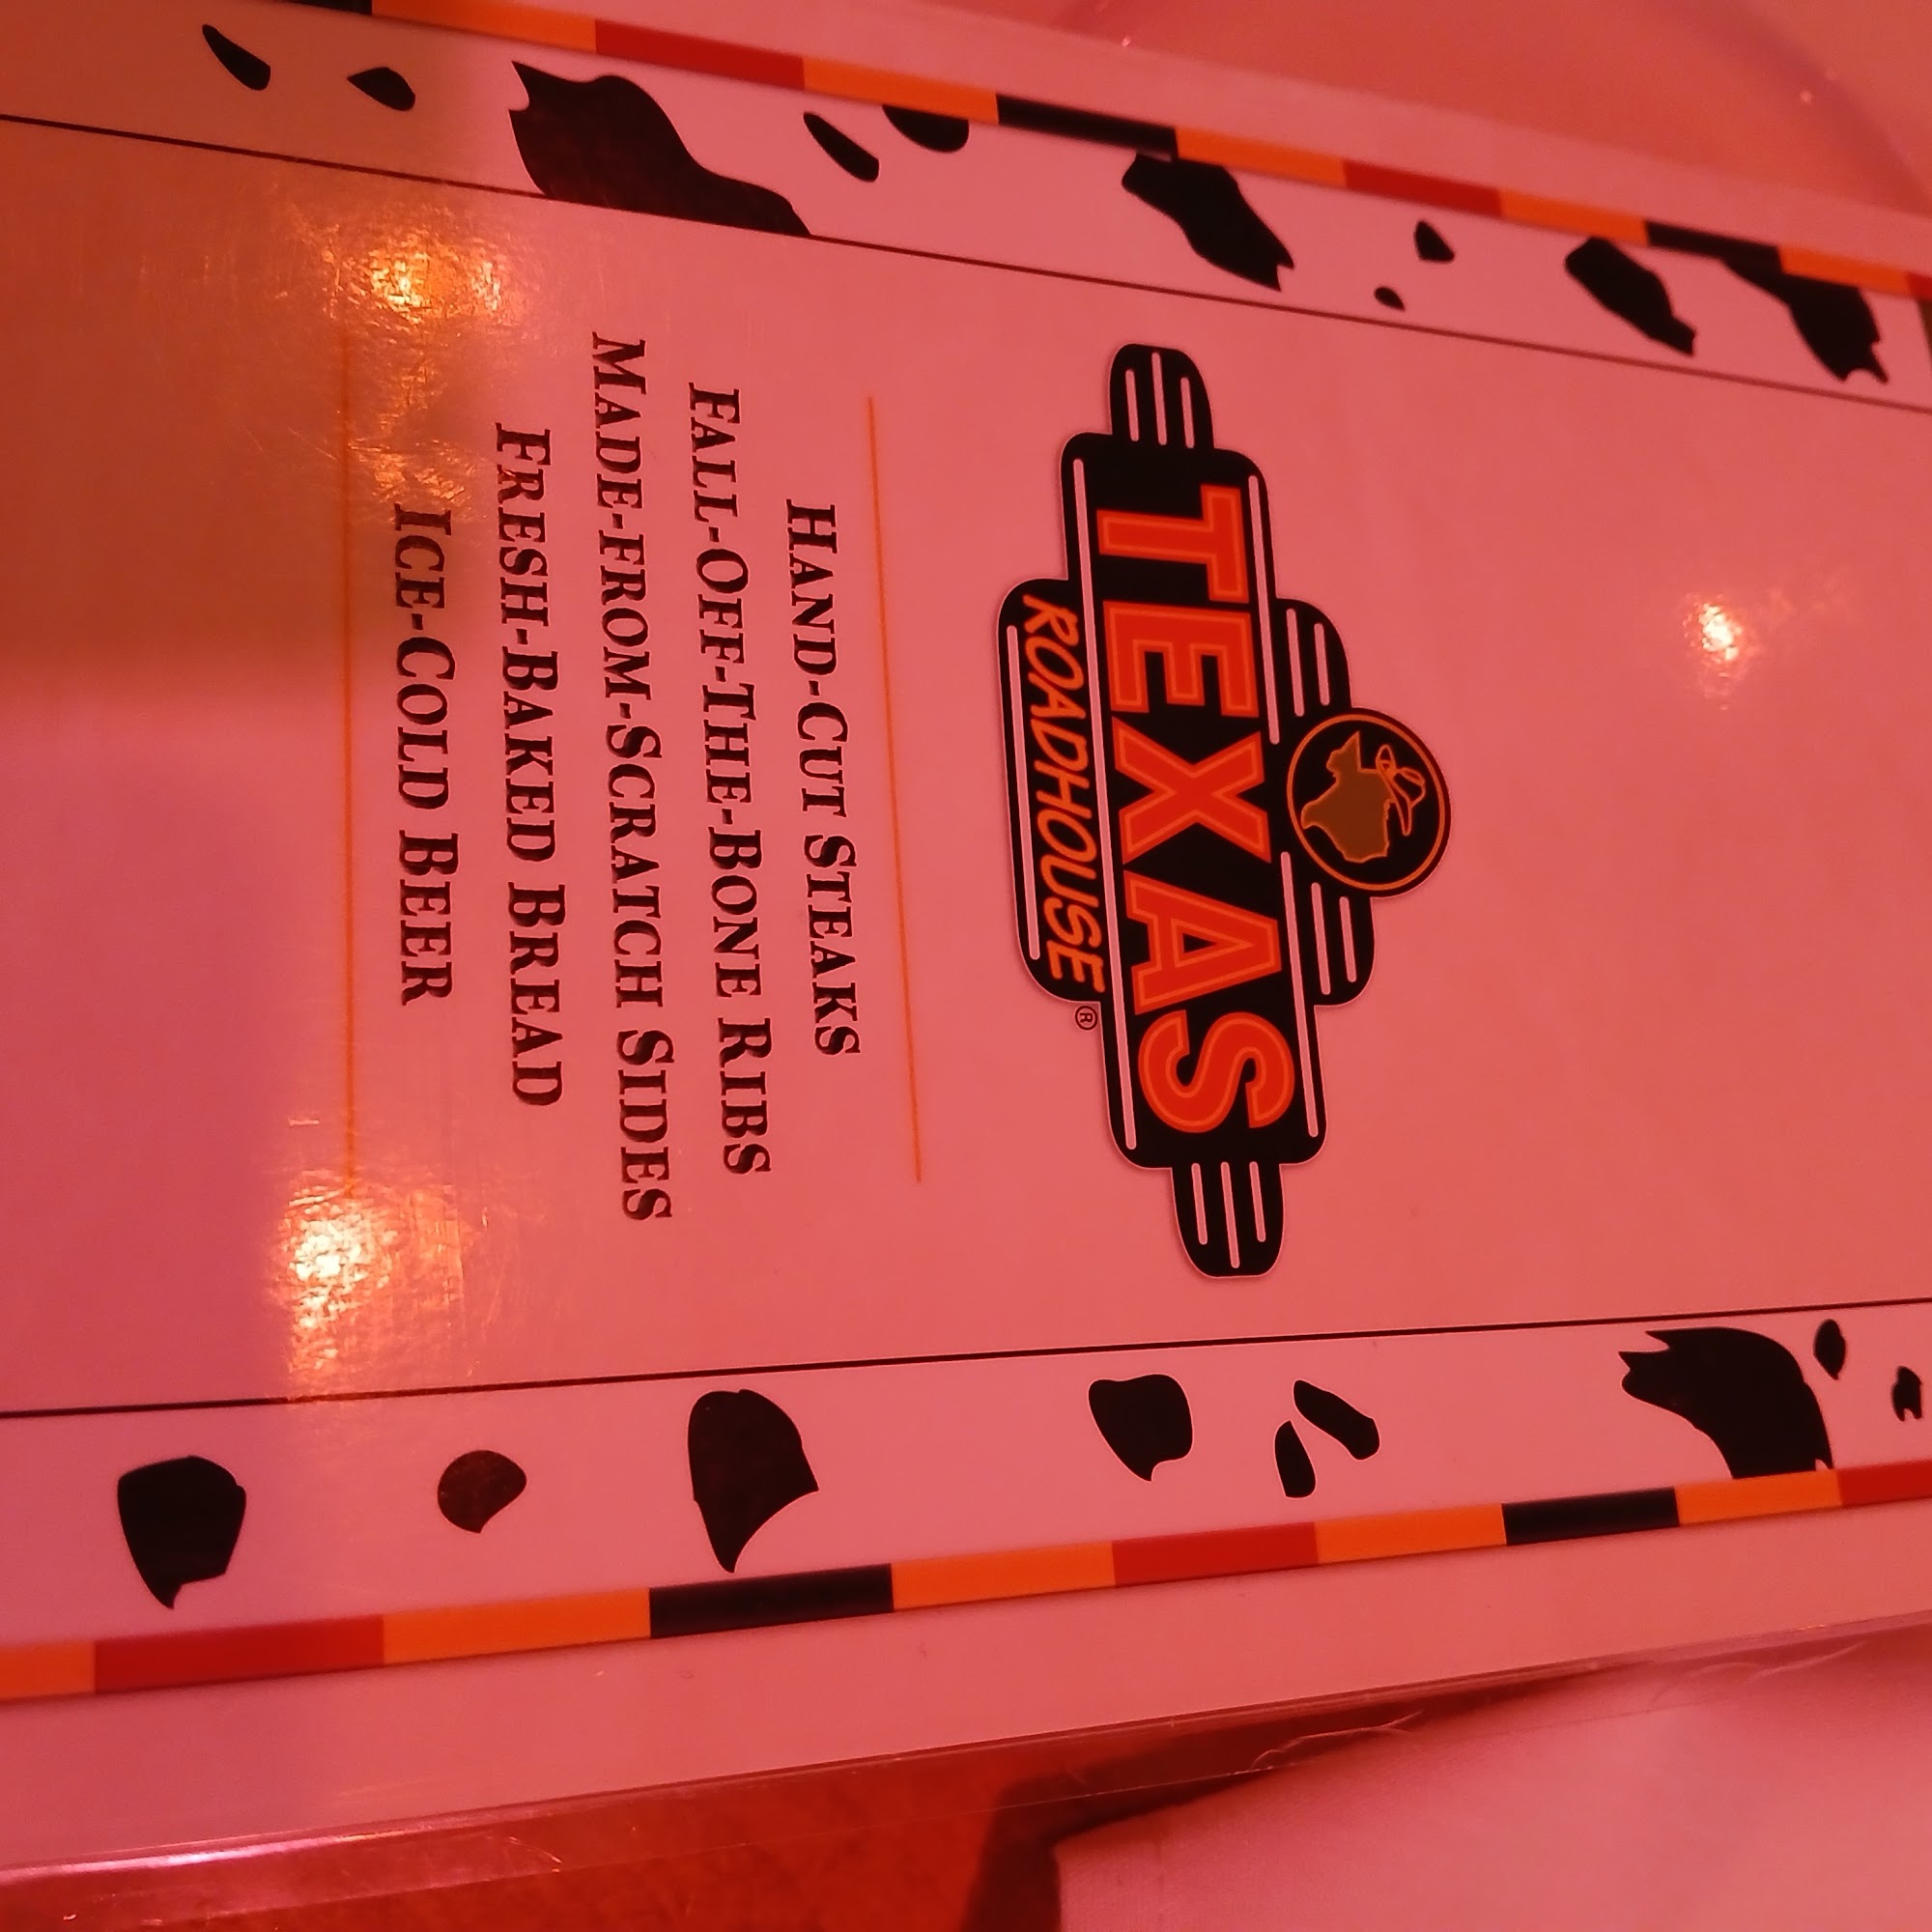 TEXAS
ROADHOUSE®
HAND-CUT STEAKS
FALL-OFF-THE-BONE RIBS
MADE-FROM-SCRATCH SIDES
FRESH-BAKED BREAD
ICE-COLD BEER